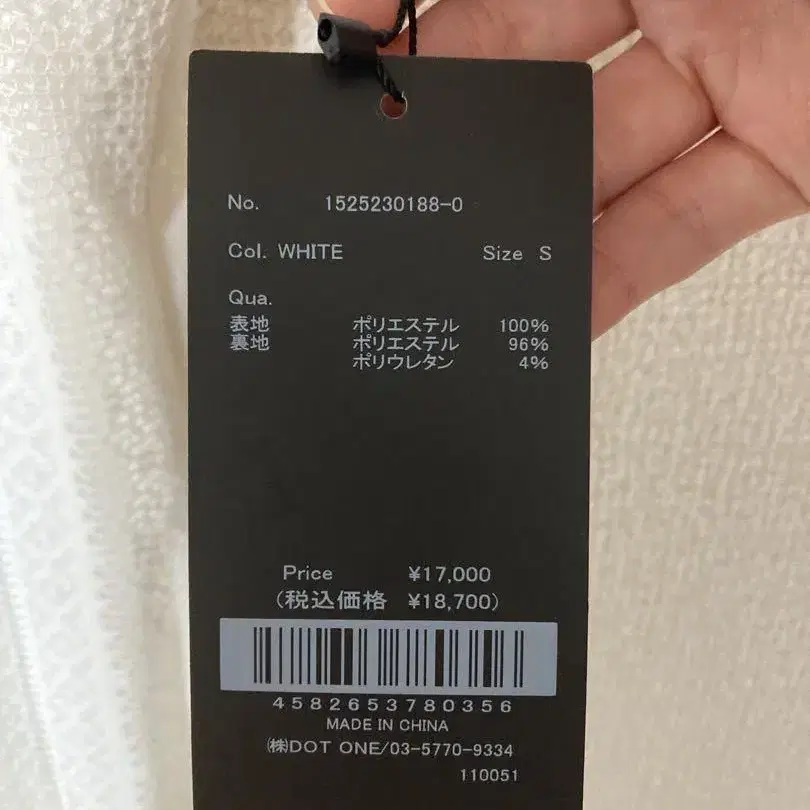 No. 1525230188-0
Col. WHITE Size S
Qua.
表地 ポリエステル 100%
裏地 ポリエステル 96%
ポリウレタン 4%
Price ¥17,000
(税込価格 ¥18,700)
4582653780356
MADE IN CHINA
㈱DOT ONE/03-5770-9334
110051